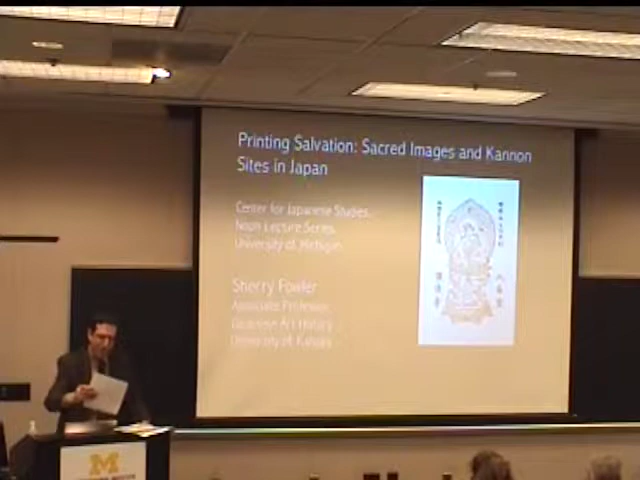 Printing Salvation: Sacred Images and Kannon
Sites in Japan
Center for Japanese Studies,
Noon Lecture Series,
University of Michigan
Sherry Fowler
Associate Professor,
Japanese Art History
University of Kansas
M